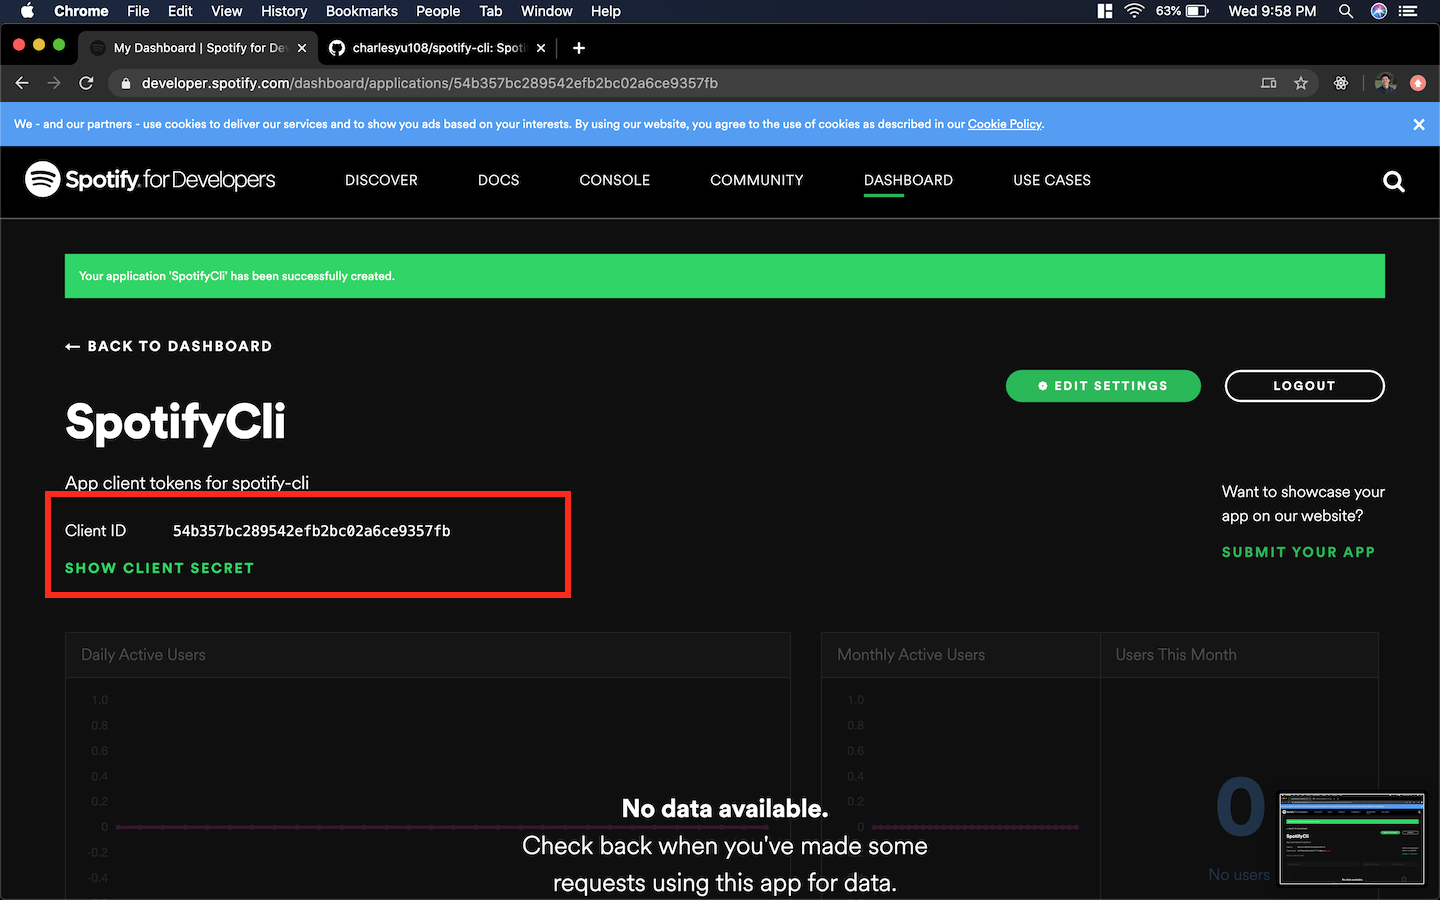 Chrome File Edit View History Bookmarks People Tab Window Help 63% Wed 9:58 PM
My Dashboard | Spotify for De charlesyu108/spotify-cli: Spoti
developer.spotify.com/dashboard/applications/54b357bc289542efb2bc02a6ce9357fb
We - and our partners - use cookies to deliver our services and to show you ads based on your interests. By using our website, you agree to the use of cookies as described in our Cookie Policy.
Spotify for Developers DISCOVER DOCS CONSOLE COMMUNITY DASHBOARD USE CASES
Your application 'SpotifyCli' has been successfully created.
← BACK TO DASHBOARD
EDIT SETTINGS LOGOUT
SpotifyCli
App client tokens for spotify-cli
Want to showcase your
app on our website?
SUBMIT YOUR APP
Client ID 54b357bc289542efb2bc02a6ce9357fb
SHOW CLIENT SECRET
Daily Active Users Monthly Active Users Users This Month
1.0 1.0
0.8 0.8
0.6 0.6
0.4 0.4
0.2 0.2
0 0
-0.2 -0.2
-0.4 -0.4
0
No users
No data available.
Check back when you've made some
requests using this app for data.